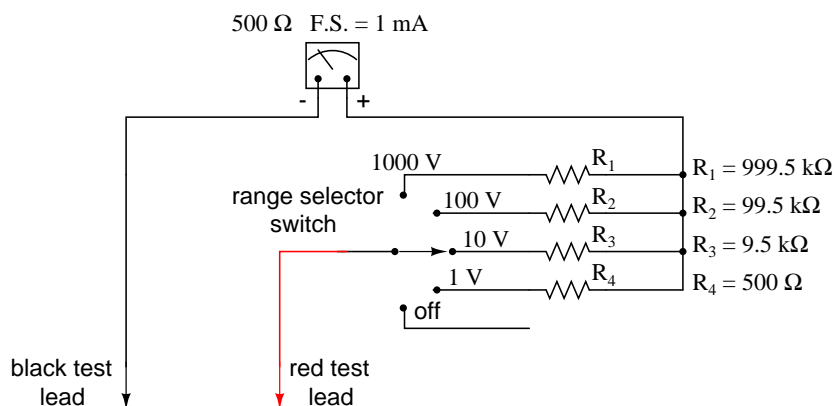 500 Ω F.S. = 1 mA
- +
1000 V R1 R1 = 999.5 kΩ
range selector
switch
100 V R2 R2 = 99.5 kΩ
10 V R3 R3 = 9.5 kΩ
1 V R4 R4 = 500 Ω
off
black test
lead
red test
lead